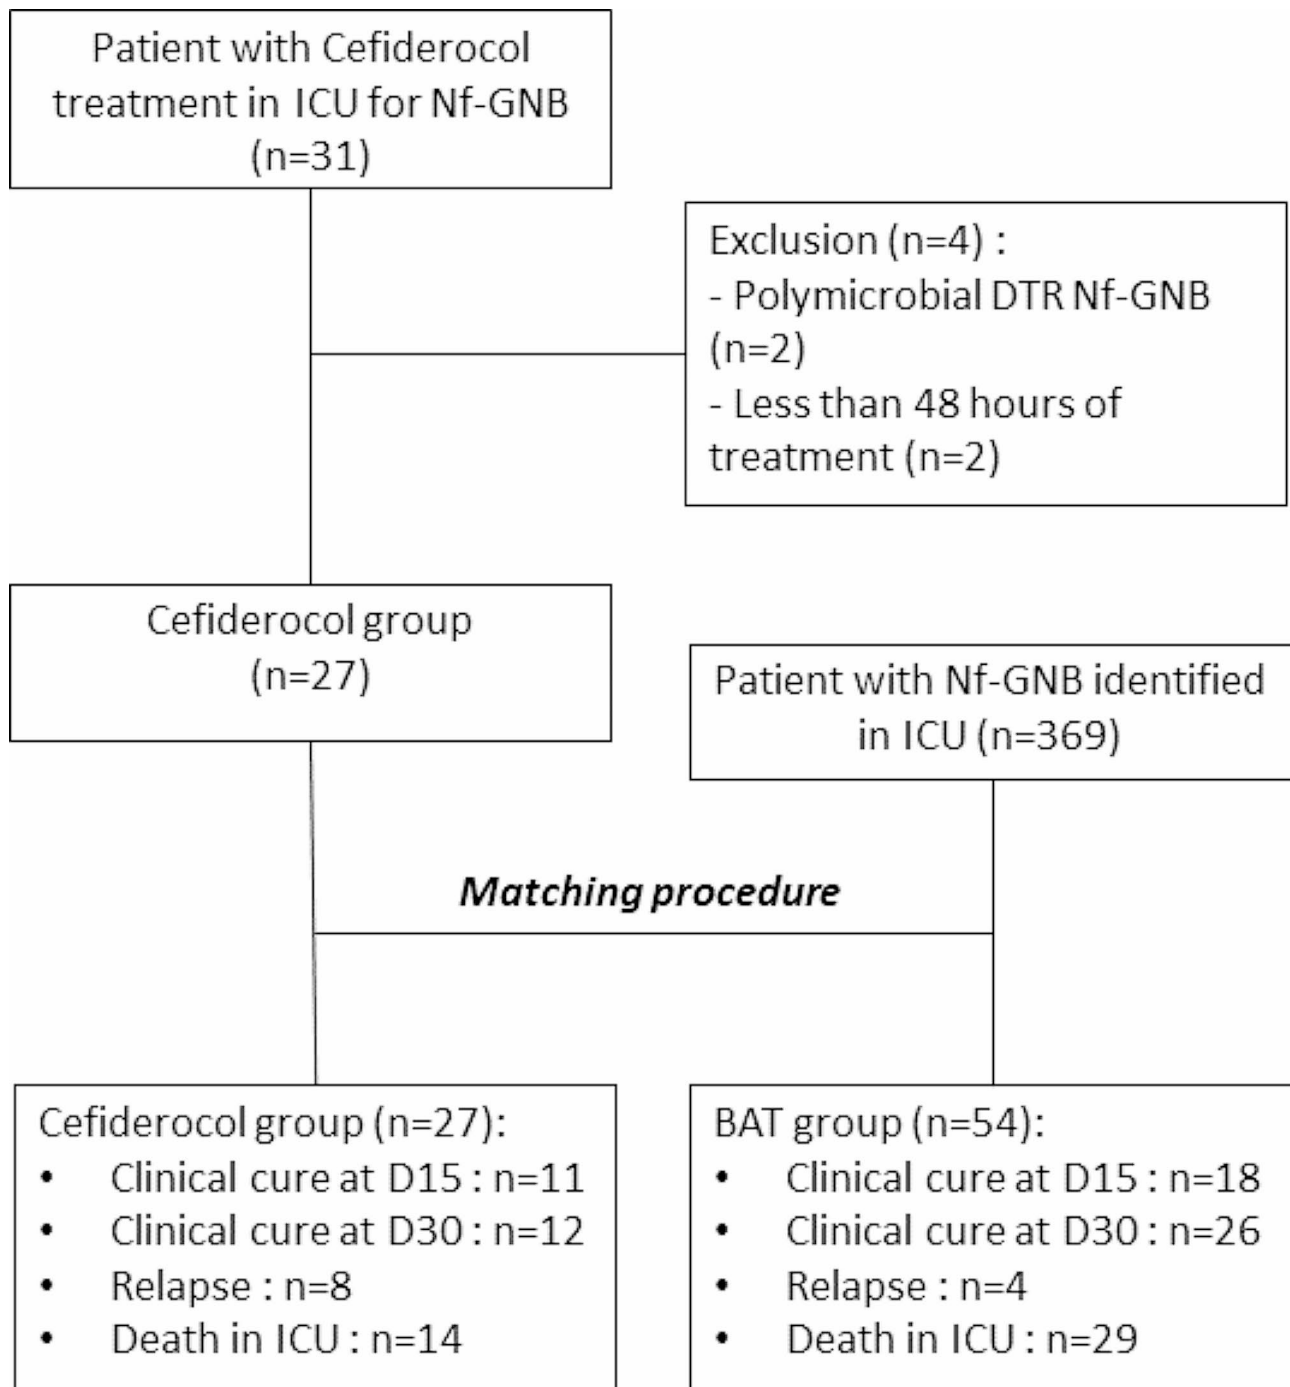 Patient with Cefiderocol
treatment in ICU for Nf-GNB
(n=31)
Exclusion (n=4) :
- Polymicrobial DTR Nf-GNB
(n=2)
- Less than 48 hours of
treatment (n=2)
Cefiderocol group
(n=27)
Patient with Nf-GNB identified
in ICU (n=369)
Matching procedure
Cefiderocol group (n=27):
• Clinical cure at D15 : n=11
• Clinical cure at D30 : n=12
• Relapse : n=8
• Death in ICU : n=14
BAT group (n=54):
• Clinical cure at D15 : n=18
• Clinical cure at D30 : n=26
• Relapse : n=4
• Death in ICU : n=29